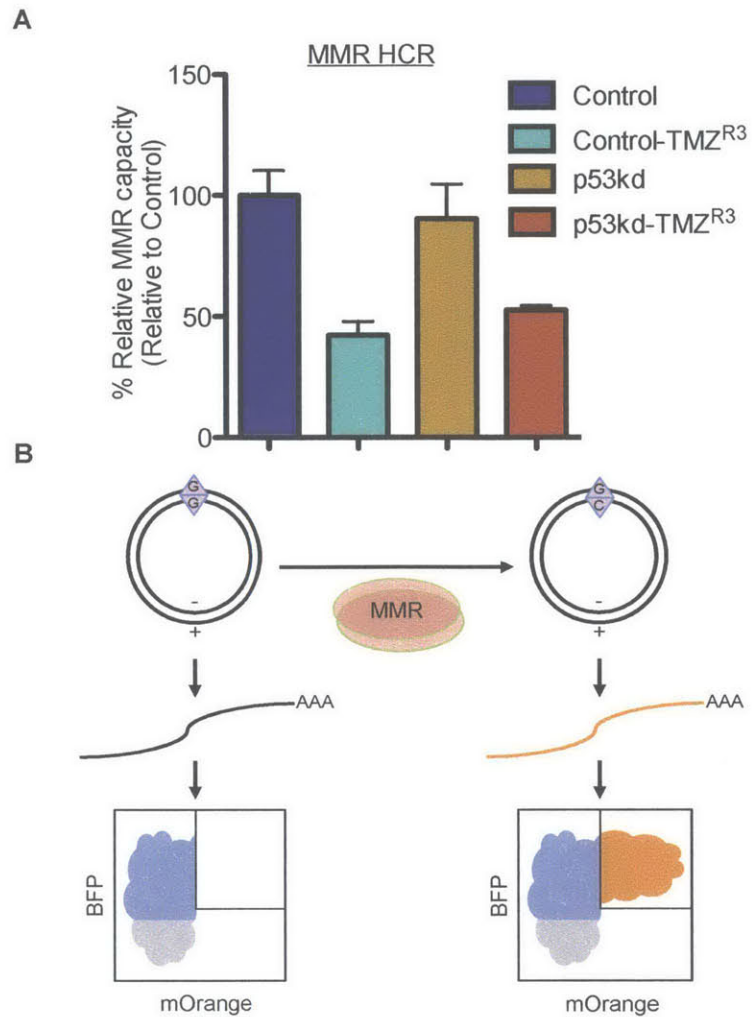 A
MMR HCR
% Relative MMR capacity
(Relative to Control)
150
100
50
0
Control
Control-TMZᴿ³
p53kd
p53kd-TMZᴿ³
B
G
G
-
+
MMR
G
C
-
+
AAA
AAA
BFP
mOrange
BFP
mOrange